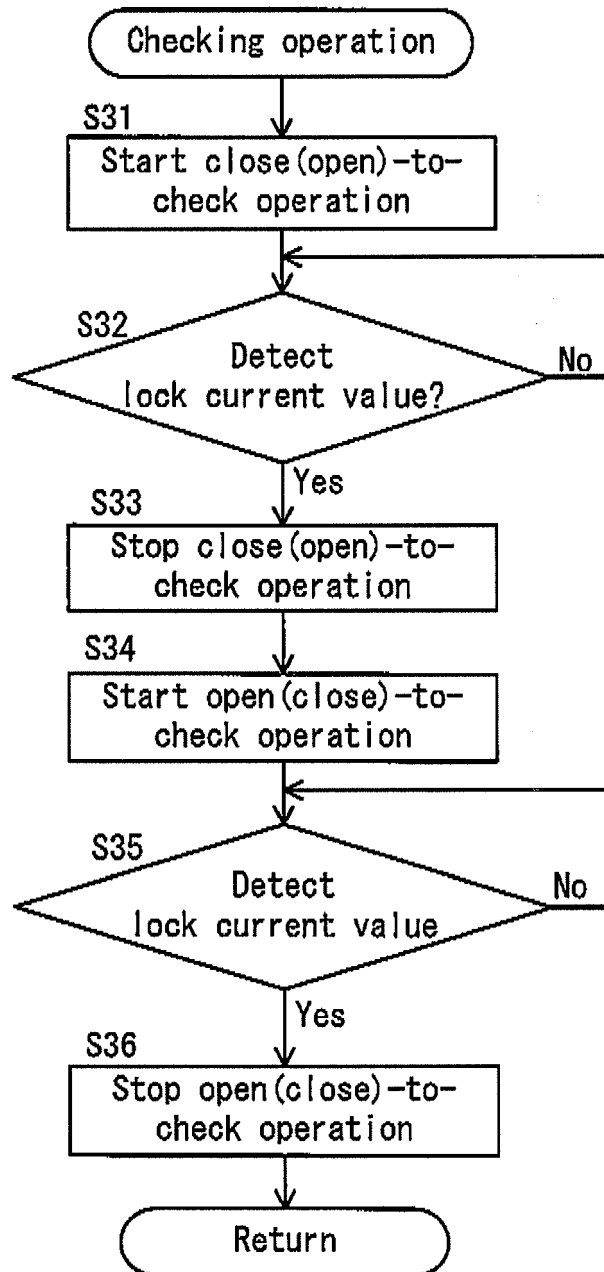 Checking operation
S31
Start close(open)-to-
check operation
S32
Detect
lock current value?
No
Yes
S33
Stop close(open)-to-
check operation
S34
Start open(close)-to-
check operation
S35
Detect
lock current value
No
Yes
S36
Stop open(close)-to-
check operation
Return